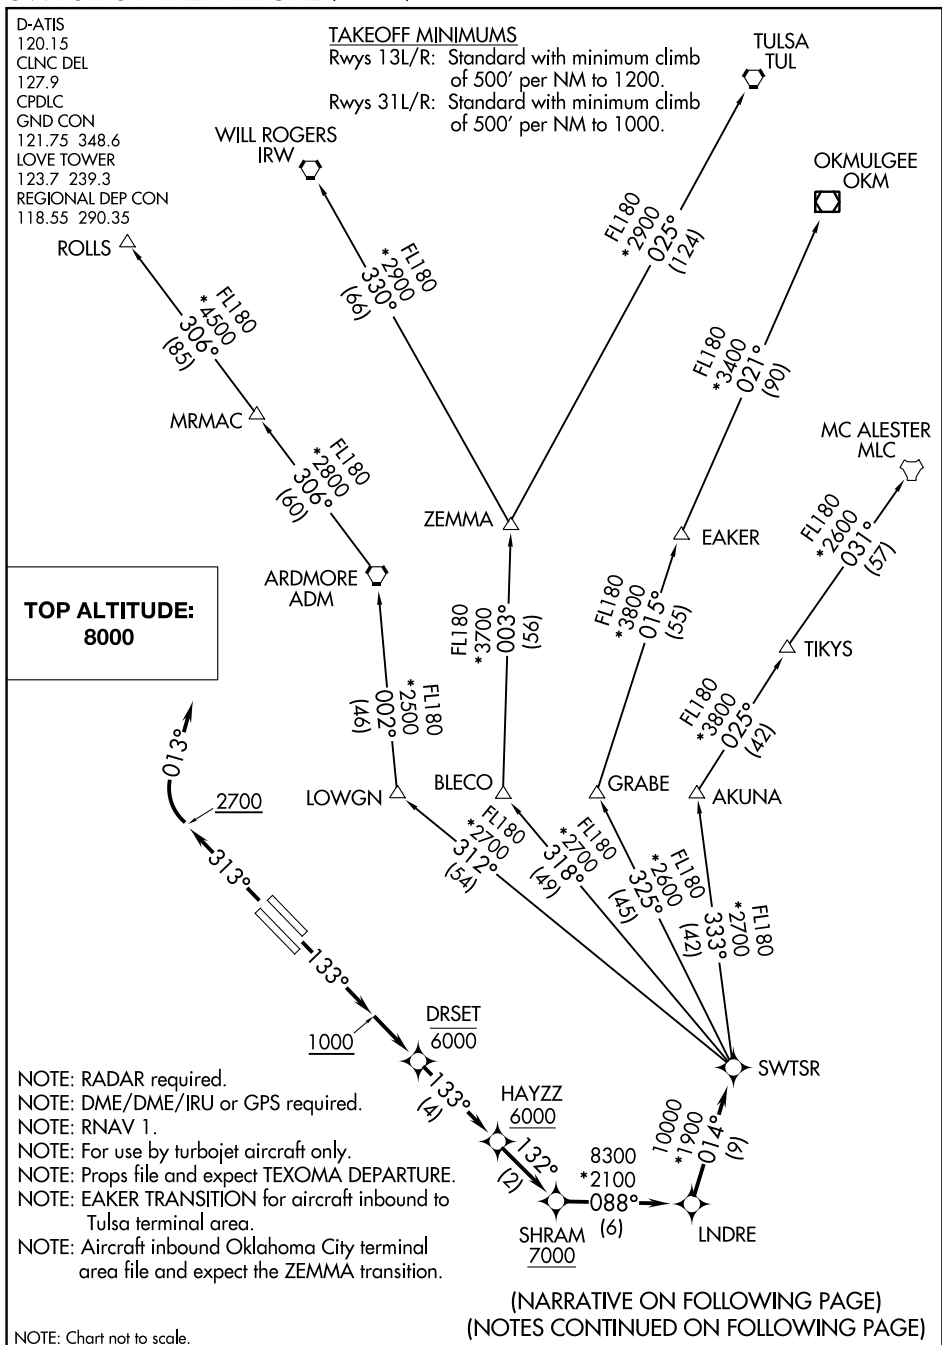 D-ATIS
120.15
CLNC DEL
127.9
CPDLC
GND CON
121.75 348.6
LOVE TOWER
123.7 239.3
REGIONAL DEP CON
118.55 290.35
TAKEOFF MINIMUMS
Rwys 13L/R: Standard with minimum climb
of 500' per NM to 1200.
Rwys 31L/R: Standard with minimum climb
of 500' per NM to 1000.
TULSA
TUL
WILL ROGERS
IRW
OKMULGEE
OKM
ROLLS
FL180
*2900
025°
(124)
FL180
*2900
330°
(66)
FL180
*4500
306°
(85)
FL180
*3400
021°
(90)
MRMAC
MC ALESTER
MLC
FL180
*2800
306°
(60)
ZEMMA
EAKER
FL180
*2600
031°
(57)
ARDMORE
ADM
TOP ALTITUDE:
8000
FL180
*3700
003°
(56)
FL180
*3800
015°
(55)
TIKYS
FL180
*2500
002°
(46)
FL180
*3800
025°
(42)
013°
2700
LOWGN
BLECO
GRABE
AKUNA
313°
FL180
*2700
312°
(54)
FL180
*2700
318°
(49)
FL180
*2600
325°
(45)
FL180
*2700
333°
(42)
133°
1000
DRSET
6000
SWTSR
133°
(4)
HAYZZ
6000
132°
(2)
8300
*2100
088°
(6)
10000
*1900
014°
(9)
SHRAM
7000
LNDRE
NOTE: RADAR required.
NOTE: DME/DME/IRU or GPS required.
NOTE: RNAV 1.
NOTE: For use by turbojet aircraft only.
NOTE: Props file and expect TEXOMA DEPARTURE.
NOTE: EAKER TRANSITION for aircraft inbound to
Tulsa terminal area.
NOTE: Aircraft inbound Oklahoma City terminal
area file and expect the ZEMMA transition.
(NARRATIVE ON FOLLOWING PAGE)
(NOTES CONTINUED ON FOLLOWING PAGE)
NOTE: Chart not to scale.